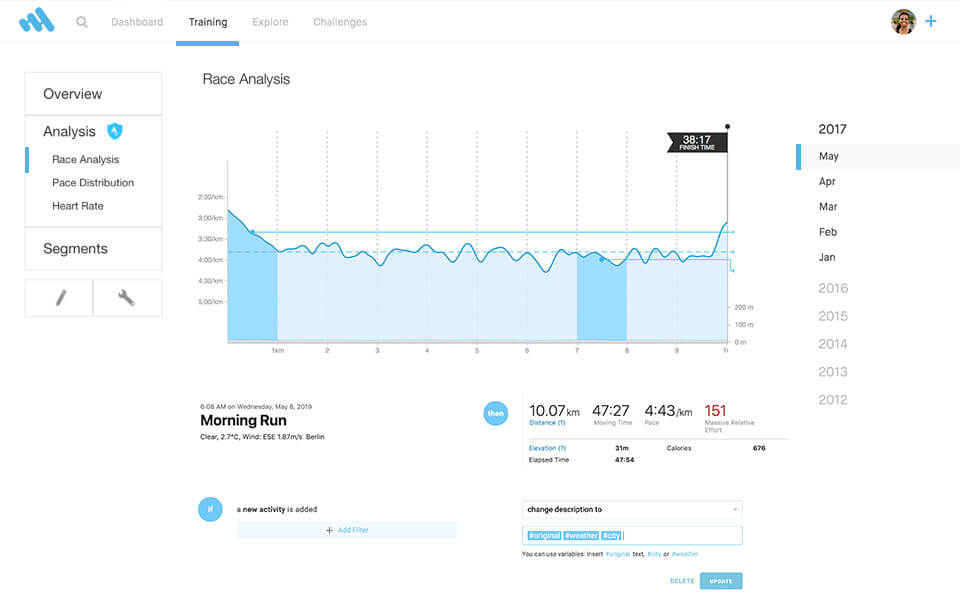 Dashboard Training Explore Challenges
Overview
Analysis
Race Analysis
Pace Distribution
Heart Rate
Segments
Race Analysis
38:17
FINISH TIME
2:30/km
3:00/km
3:30/km
4:00/km
4:30/km
5:00/km
200 m
100 m
0 m
1km 2 3 4 5 6 7 8 9
2017
May
Apr
Mar
Feb
Jan
2016
2015
2014
2013
2012
6:08 AM on Wednesday, May 8, 2019
Morning Run
Clear, 2.7°C, Wind: ESE 1.87m/s Berlin
then
10.07km 47:27 4:43/km 151
Distance (?) Moving Time Pace Massive Relative
Effort
Elevation (?) 31m Calories 676
Elapsed Time 47:54
if
a new activity is added
+ Add Filter
change description to
#original #weather #city
You can use variables: Insert #original text, #city or #weather
DELETE UPDATE